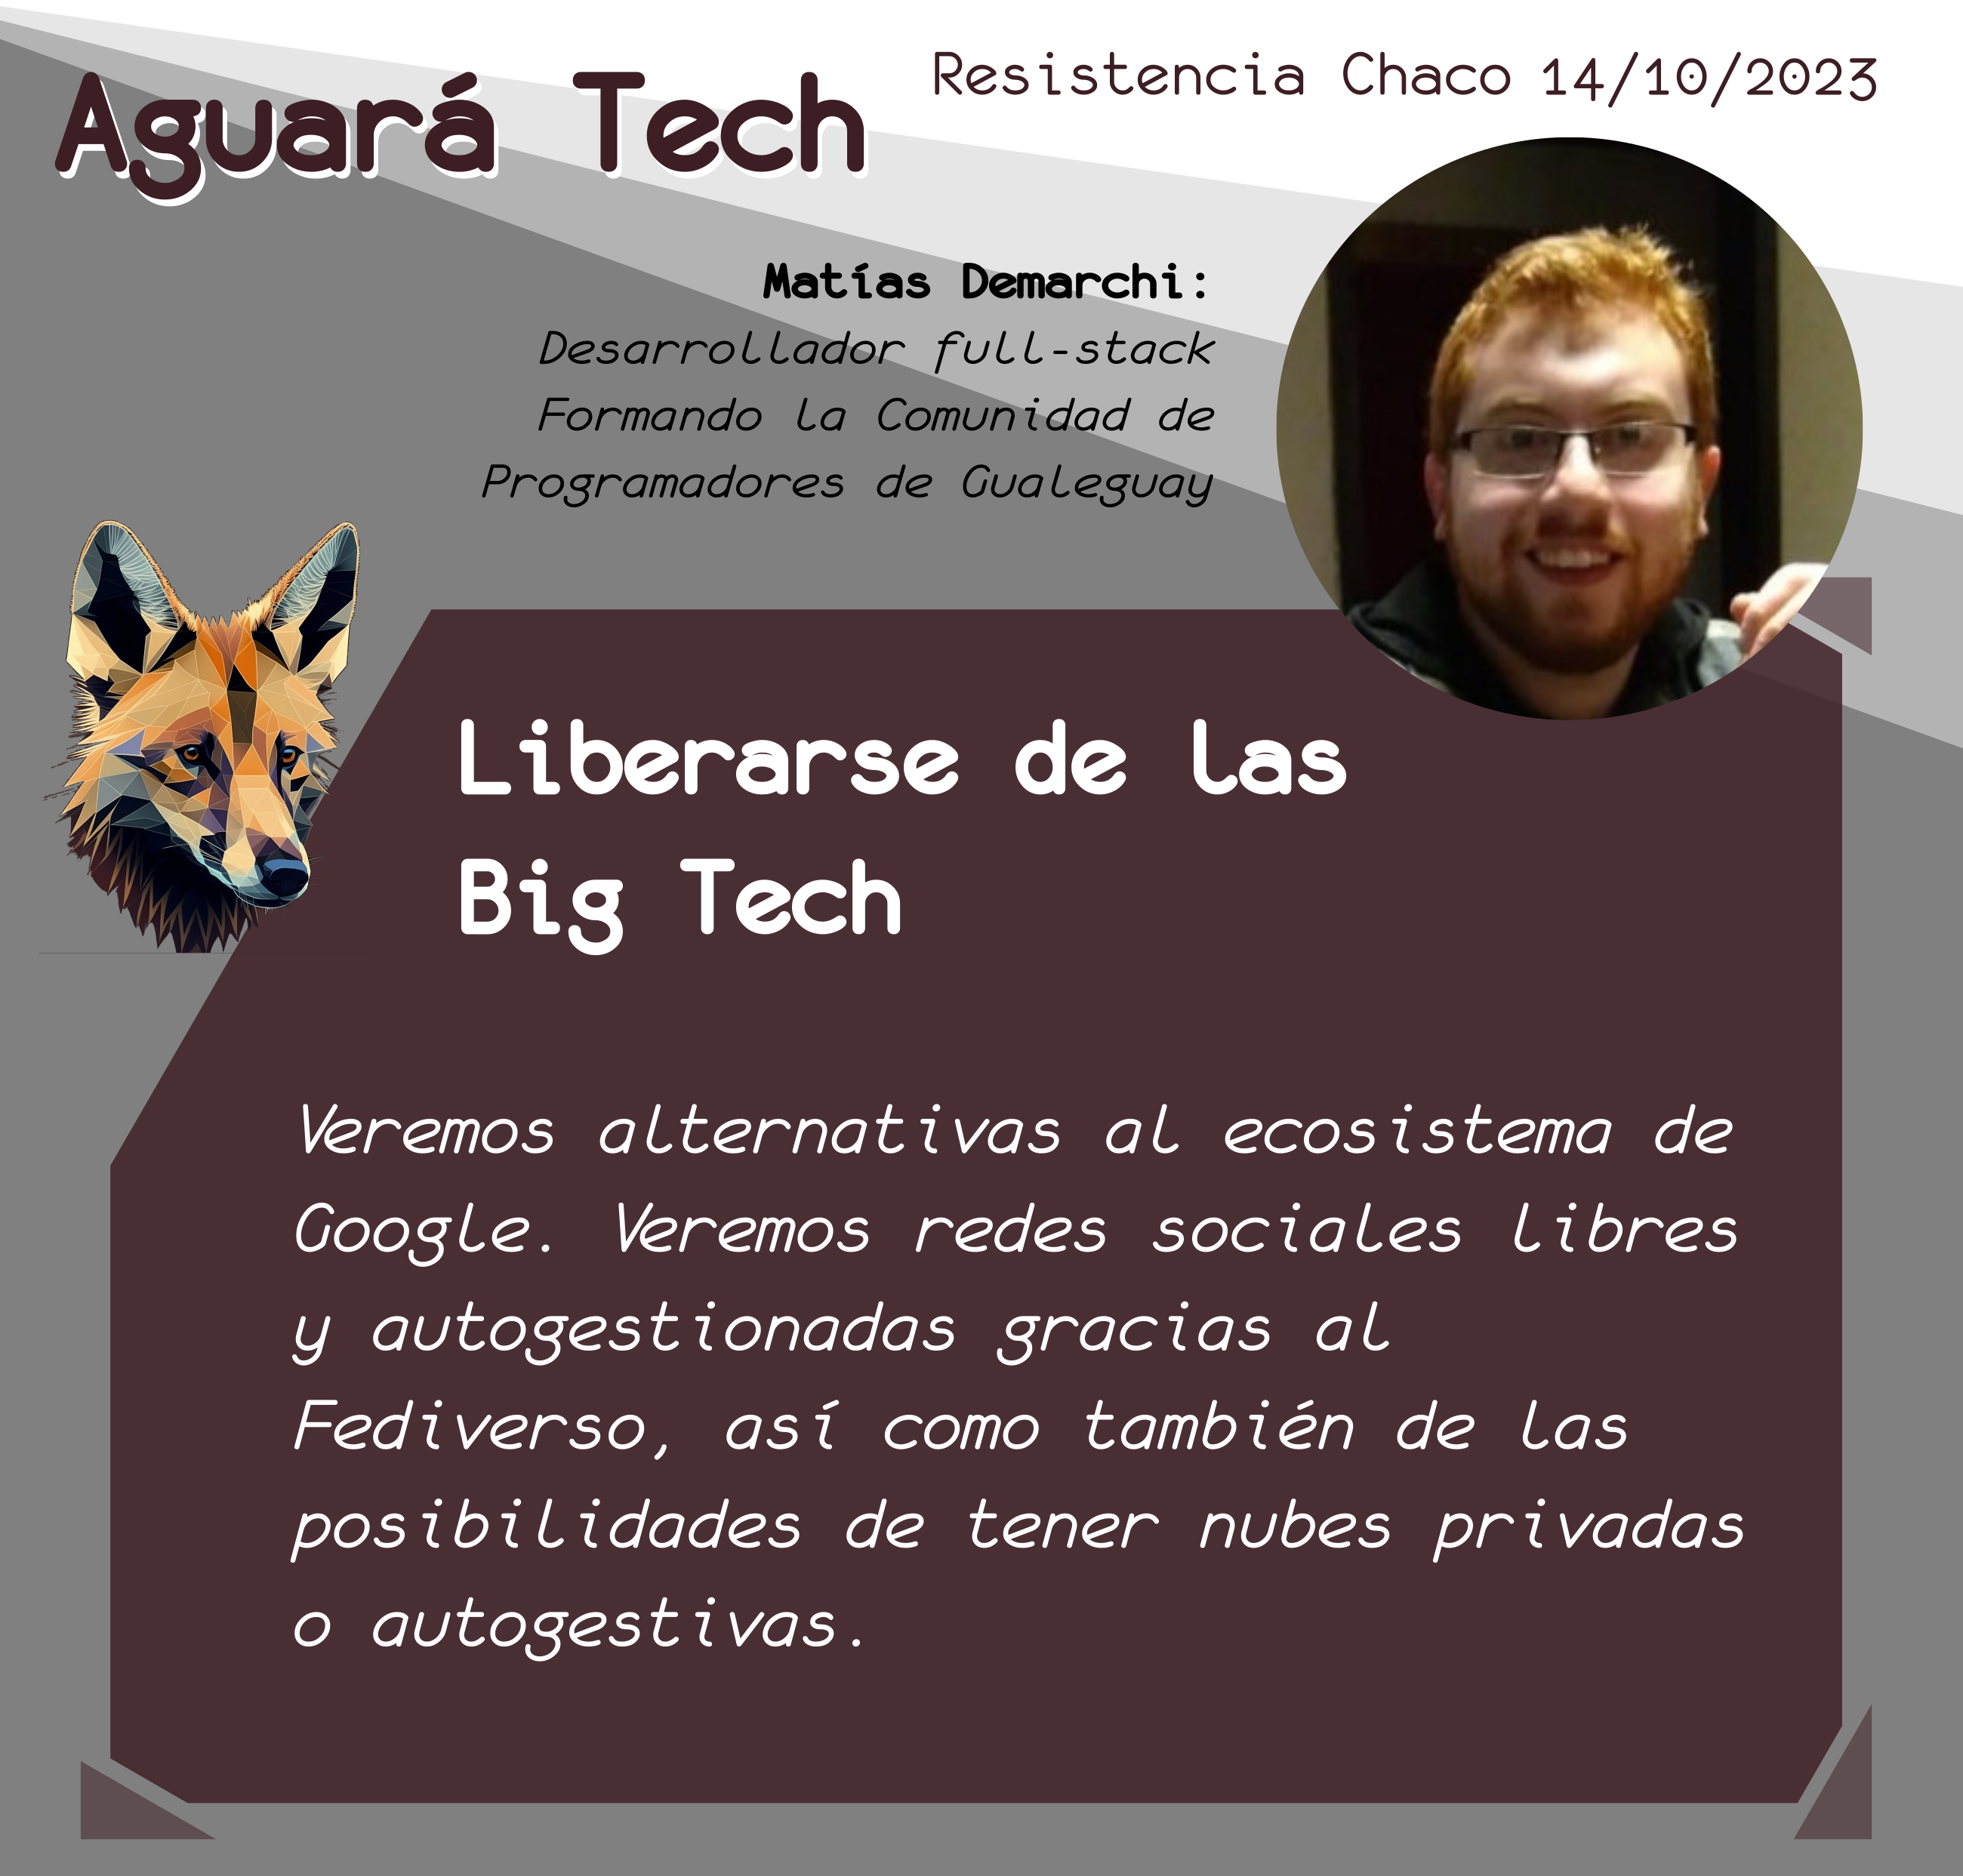 Aguará Tech
Resistencia Chaco 14/10/2023
Matías Demarchi:
Desarrollador full-stack
Formando la Comunidad de
Programadores de Gualeguay
Liberarse de las
Big Tech
Veremos alternativas al ecosistema de
Google. Veremos redes sociales libres
y autogestionadas gracias al
Fediverso, así como también de las
posibilidades de tener nubes privadas
o autogestivas.